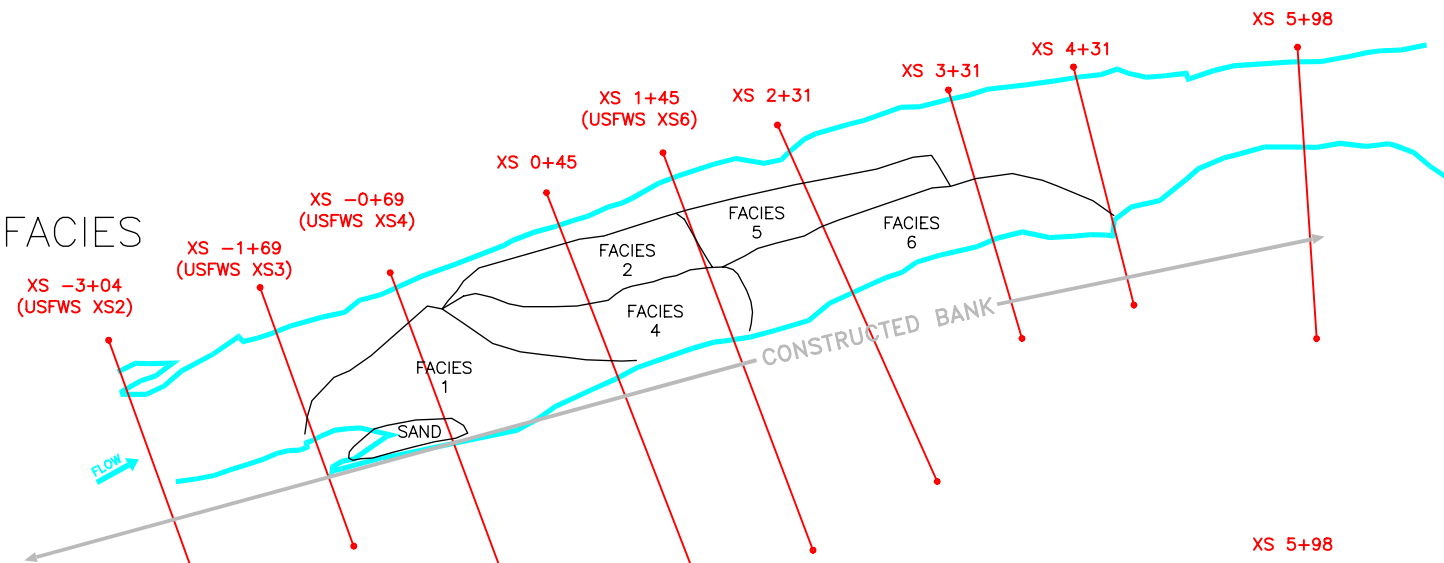 XS 5+98
XS 4+31
XS 3+31
XS 2+31
XS 1+45
(USFWS XS6)
XS 0+45
XS -0+69
(USFWS XS4)
FACIES
XS -1+69
(USFWS XS3)
XS -3+04
(USFWS XS2)
FACIES
5
FACIES
6
FACIES
2
FACIES
4
FACIES
1
SAND
CONSTRUCTED BANK
FLOW
XS 5+98